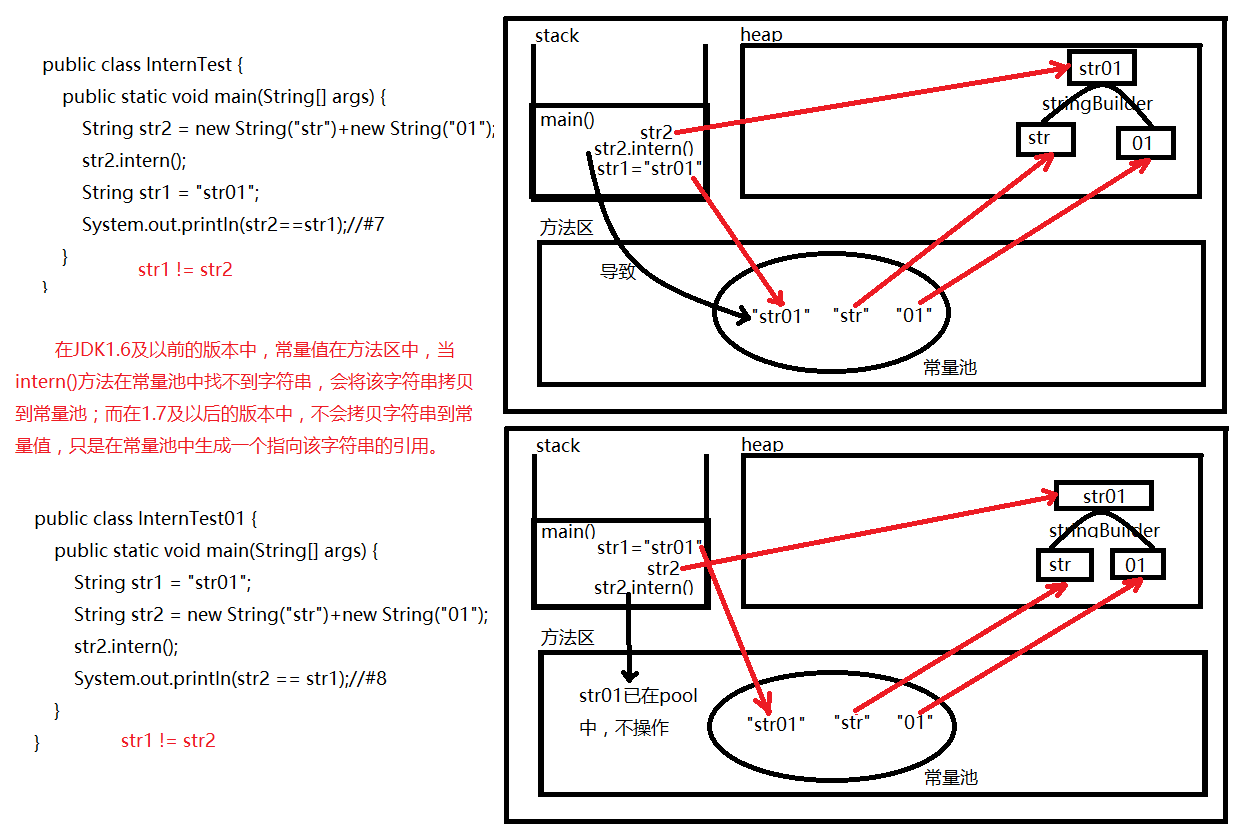 public class InternTest {
public static void main(String[] args) {
String str2 = new String("str")+new String("01");
str2.intern();
String str1 = "str01";
System.out.println(str2==str1);//#7
}
str1 != str2
}
在JDK1.6及以前的版本中，常量值在方法区中，当
intern()方法在常量池中找不到字符串，会将该字符串拷贝
到常量池；而在1.7及以后的版本中，不会拷贝字符串到常
量值，只是在常量池中生成一个指向该字符串的引用。
public class InternTest01 {
public static void main(String[] args) {
String str1 = "str01";
String str2 = new String("str")+new String("01");
str2.intern();
System.out.println(str2 == str1);//#8
}
}
str1 != str2
stack
heap
str01
stringBuilder
str
01
main()
str2
str2.intern()
str1="str01"
方法区
导致
"str01"
"str"
"01"
常量池
stack
heap
str01
stringBuilder
str
01
main()
str1="str01"
str2
str2.intern()
方法区
str01已在pool
中，不操作
"str01"
"str"
"01"
常量池